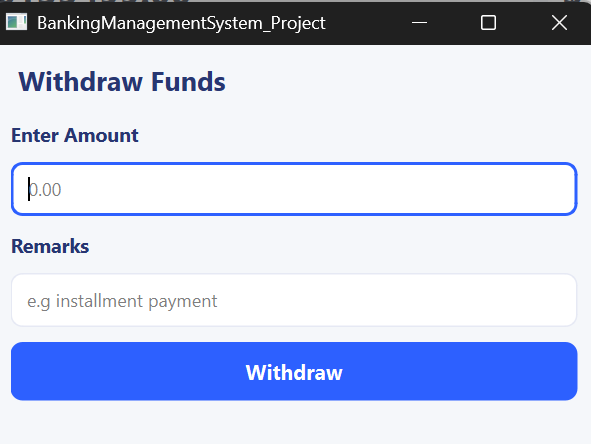 BankingManagementSystem_Project
Withdraw Funds
Enter Amount
0.00
Remarks
e.g installment payment
Withdraw